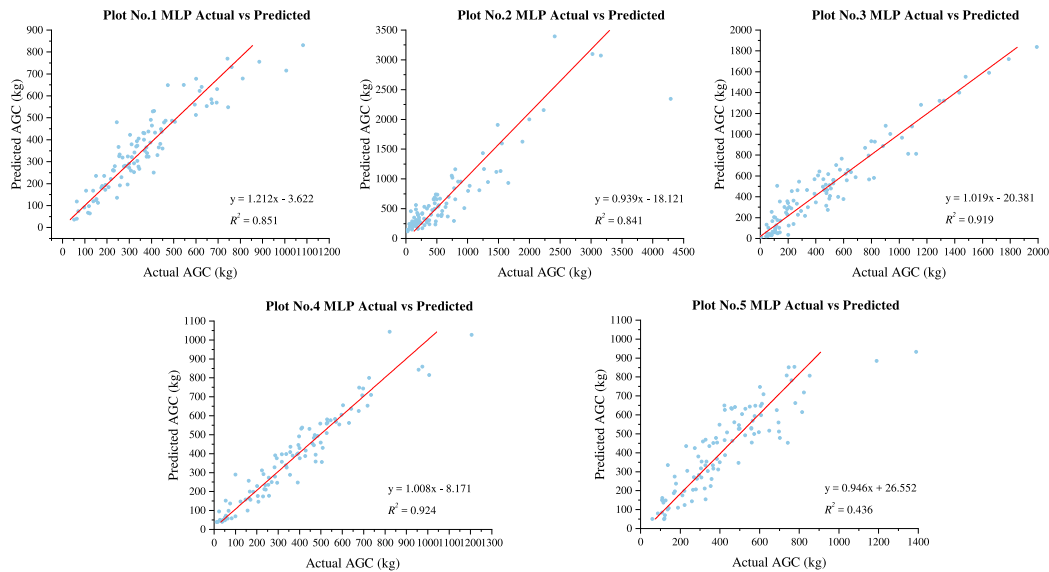 Plot No.1 MLP Actual vs Predicted
Predicted AGC (kg)
900
800
700
600
500
400
300
200
100
0
y = 1.212x - 3.622
R² = 0.851
0 100 200 300 400 500 600 700 800 900 1000 1100 1200
Actual AGC (kg)
Plot No.2 MLP Actual vs Predicted
Predicted AGC (kg)
3500
3000
2500
2000
1500
1000
500
0
y = 0.939x - 18.121
R² = 0.841
0 500 1000 1500 2000 2500 3000 3500 4000 4500
Actual AGC (kg)
Plot No.3 MLP Actual vs Predicted
Predicted AGC (kg)
2000
1800
1600
1400
1200
1000
800
600
400
200
0
y = 1.019x - 20.381
R² = 0.919
0 200 400 600 800 1000 1200 1400 1600 1800 2000
Actual AGC (kg)
Plot No.4 MLP Actual vs Predicted
Predicted AGC (kg)
1100
1000
900
800
700
600
500
400
300
200
100
0
y = 1.008x - 8.171
R² = 0.924
0 100 200 300 400 500 600 700 800 900 1000 1100 1200 1300
Actual AGC (kg)
Plot No.5 MLP Actual vs Predicted
Predicted AGC (kg)
1100
1000
900
800
700
600
500
400
300
200
100
0
y = 0.946x + 26.552
R² = 0.436
0 200 400 600 800 1000 1200 1400
Actual AGC (kg)